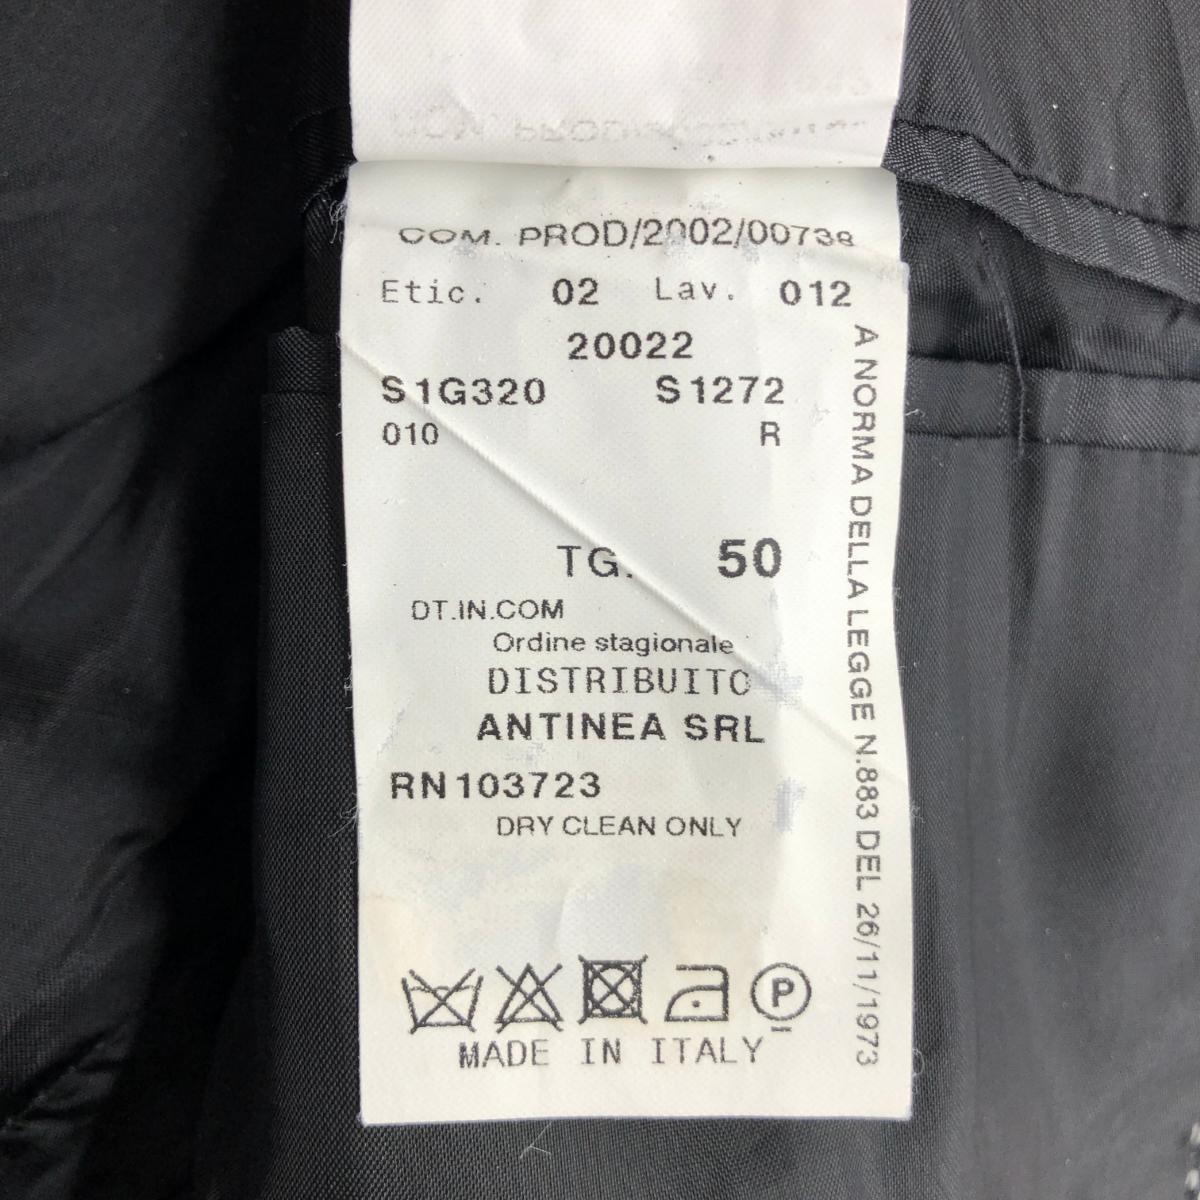 COM. PROD/2002/00738
Etic. 02 Lav. 012
20022
S1G320 S1272
010 R
TG. 50
DT.IN.COM
Ordine stagionale
DISTRIBUITO
ANTINEA SRL
RN103723
DRY CLEAN ONLY
P
MADE IN ITALY
A NORMA DELLA LEGGE N.883 DEL 26/11/1973